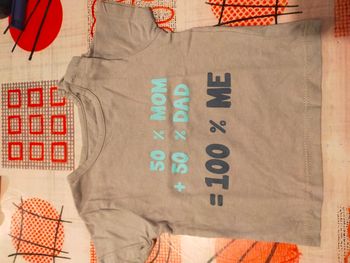 50 % MOM
+ 50 % DAD
= 100 % ME